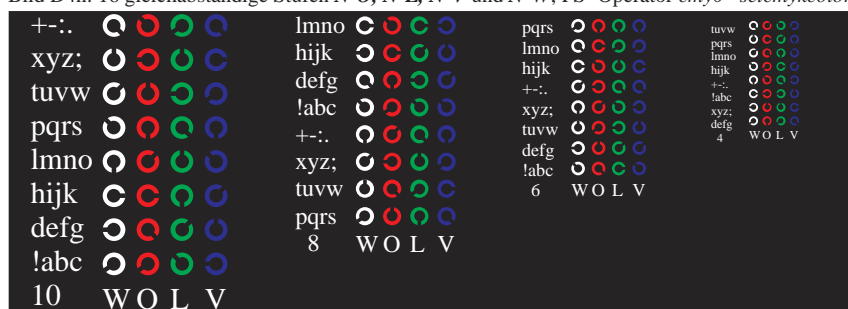 +-:.
xyz;
tuvw
pqrs
lmno
hijk
defg
!abc
10 W O L V
lmno
hijk
defg
!abc
+-:.
xyz;
tuvw
pqrs
8 W O L V
pqrs
lmno
hijk
+-:.
xyz;
tuvw
defg
!abc
6 W O L V
tuvw
pqrs
lmno
hijk
+-:.
!abc
xyz;
defg
4 W O L V